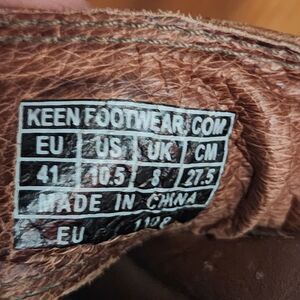 KEENFOOTWEAR.COM
EU US UK CM
41 10.5 8 27.5
MADE IN CHINA
EU